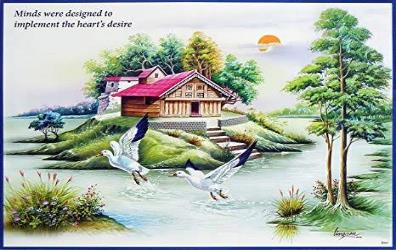 Minds were designed to
implement the heart's desire